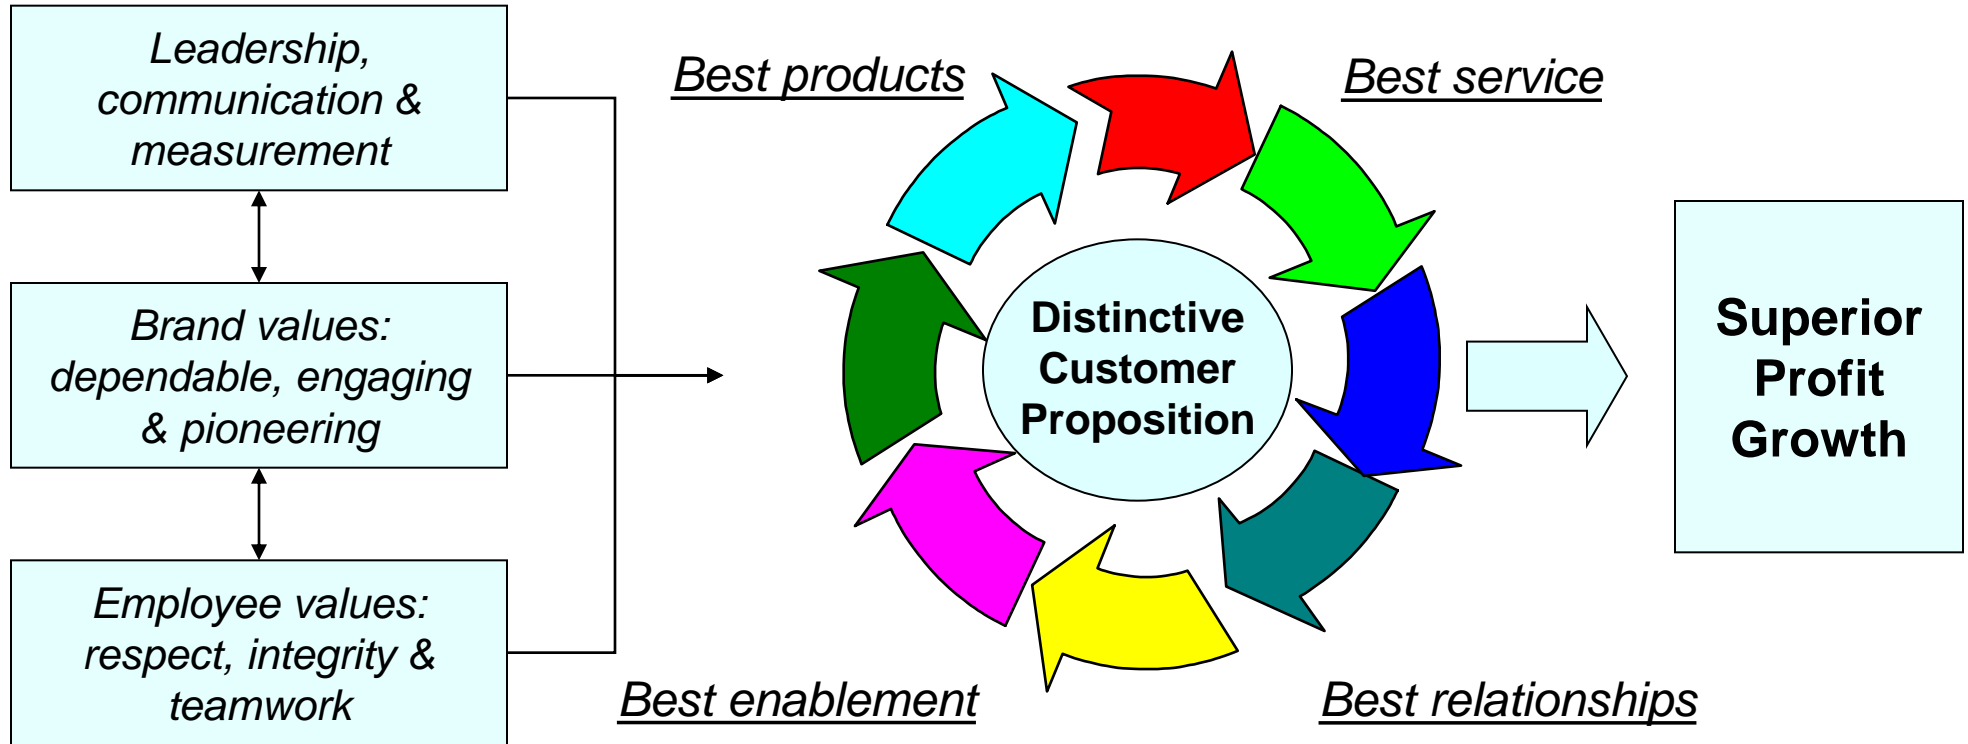 Leadership,
communication &
measurement
Brand values:
dependable, engaging
& pioneering
Employee values:
respect, integrity &
teamwork
Best products
Best service
Distinctive
Customer
Proposition
Best enablement
Best relationships
Superior
Profit
Growth